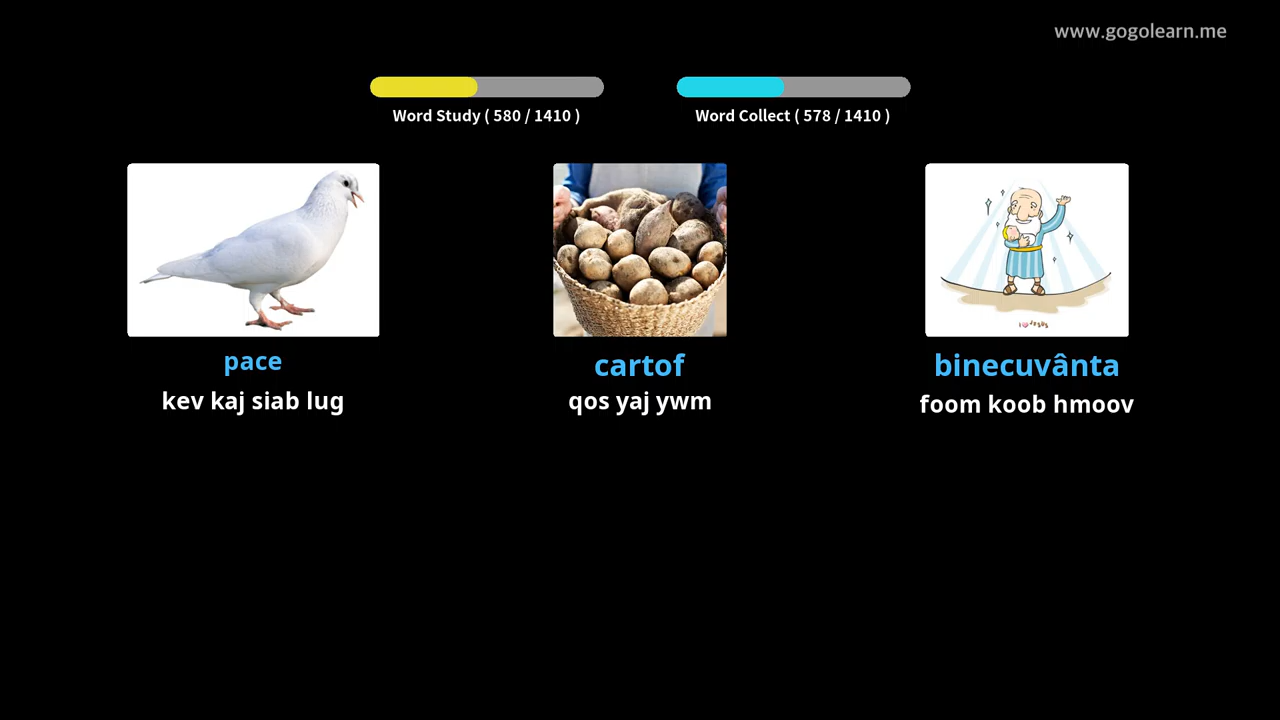 www.gogolearn.me
Word Study ( 580 / 1410 )
Word Collect ( 578 / 1410 )
pace
kev kaj siab lug
cartof
qos yaj ywm
binecuvânta
foom koob hmoov
I ❤ JESUS